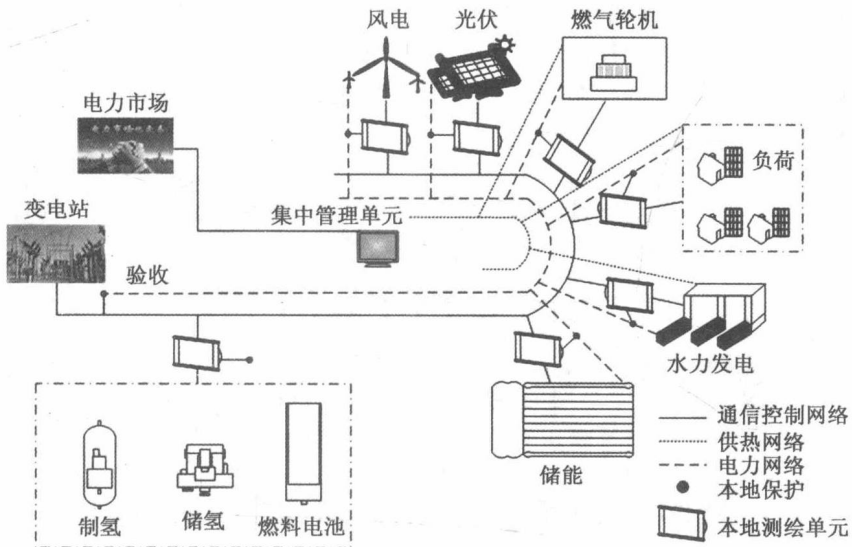 风电
光伏
燃气轮机
电力市场
负荷
变电站
集中管理单元
验收
水力发电
储能
制氢
储氢
燃料电池
通信控制网络
供热网络
电力网络
本地保护
本地测绘单元